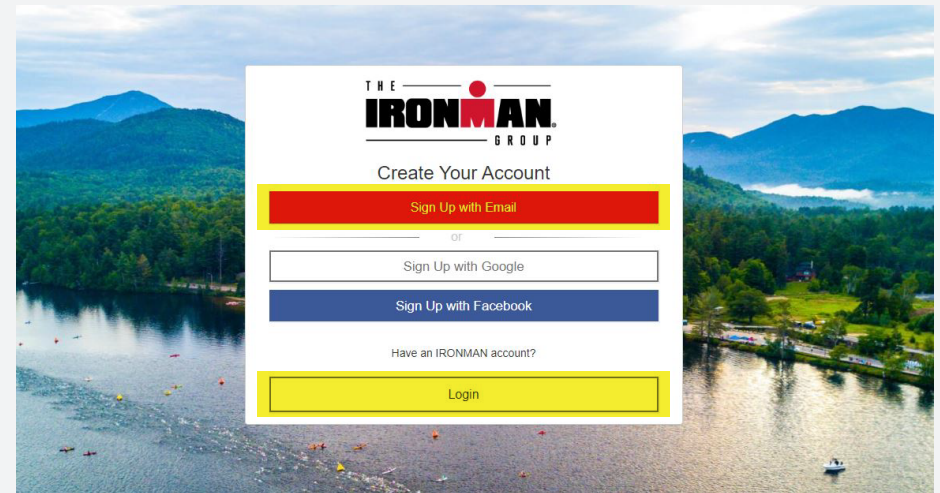 THE
IRONMAN®
GROUP
Create Your Account
Sign Up with Email
or
Sign Up with Google
Sign Up with Facebook
Have an IRONMAN account?
Login